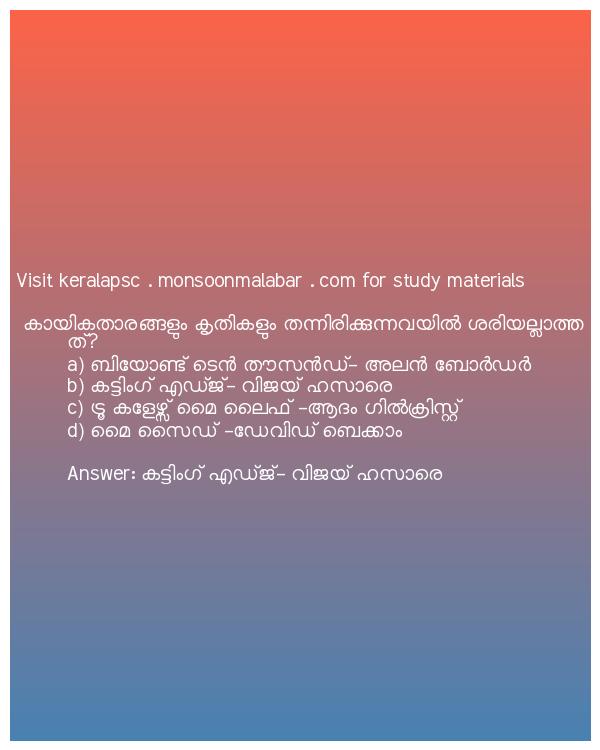 Visit keralapsc . monsoonmalabar . com for study materials
കായികതാരങ്ങളും കൃതികളും തന്നിരിക്കുന്നവയിൽ ശരിയല്ലാത്ത
ത്?
a) ബിയോണ്ട് ടെൻ തൗസൻഡ്- അലൻ ബോർഡർ
b) കട്ടിംഗ് എഡ്ജ്- വിജയ് ഹസാരെ
c) ട്രൂ കളേഴ്സ് മൈ ലൈഫ് -ആദം ഗിൽക്രിസ്റ്റ്
d) മൈ സൈഡ് -ഡേവിഡ് ബെക്കാം
Answer: കട്ടിംഗ് എഡ്ജ്- വിജയ് ഹസാരെ